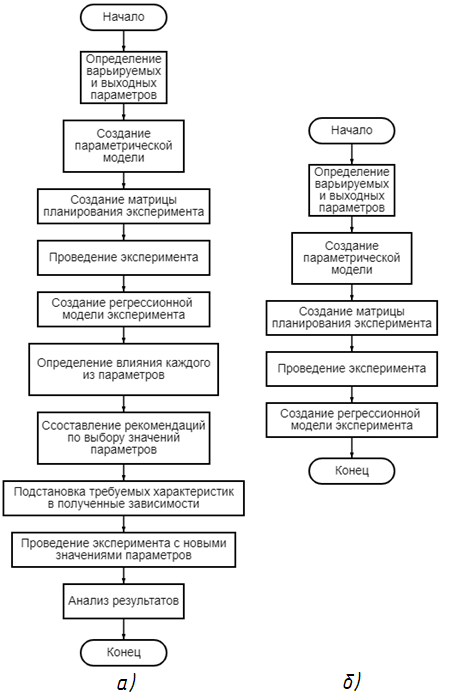 Начало
Определение
варьируемых
и выходных
параметров
Создание
параметрической
модели
Создание матрицы
планирования эксперимента
Проведение эксперимента
Создание регрессионной
модели эксперимента
Определение влияния каждого
из параметров
Ссоставление рекомендаций
по выбору значений
параметров
Подстановка требуемых характеристик
в полученные зависимости
Проведение эксперимента с новыми
значениями параметров
Анализ результатов
Конец
а)
Начало
Определение
варьируемых
и выходных
параметров
Создание
параметрической
модели
Создание матрицы
планирования эксперимента
Проведение эксперимента
Создание регрессионной
модели эксперимента
Конец
б)